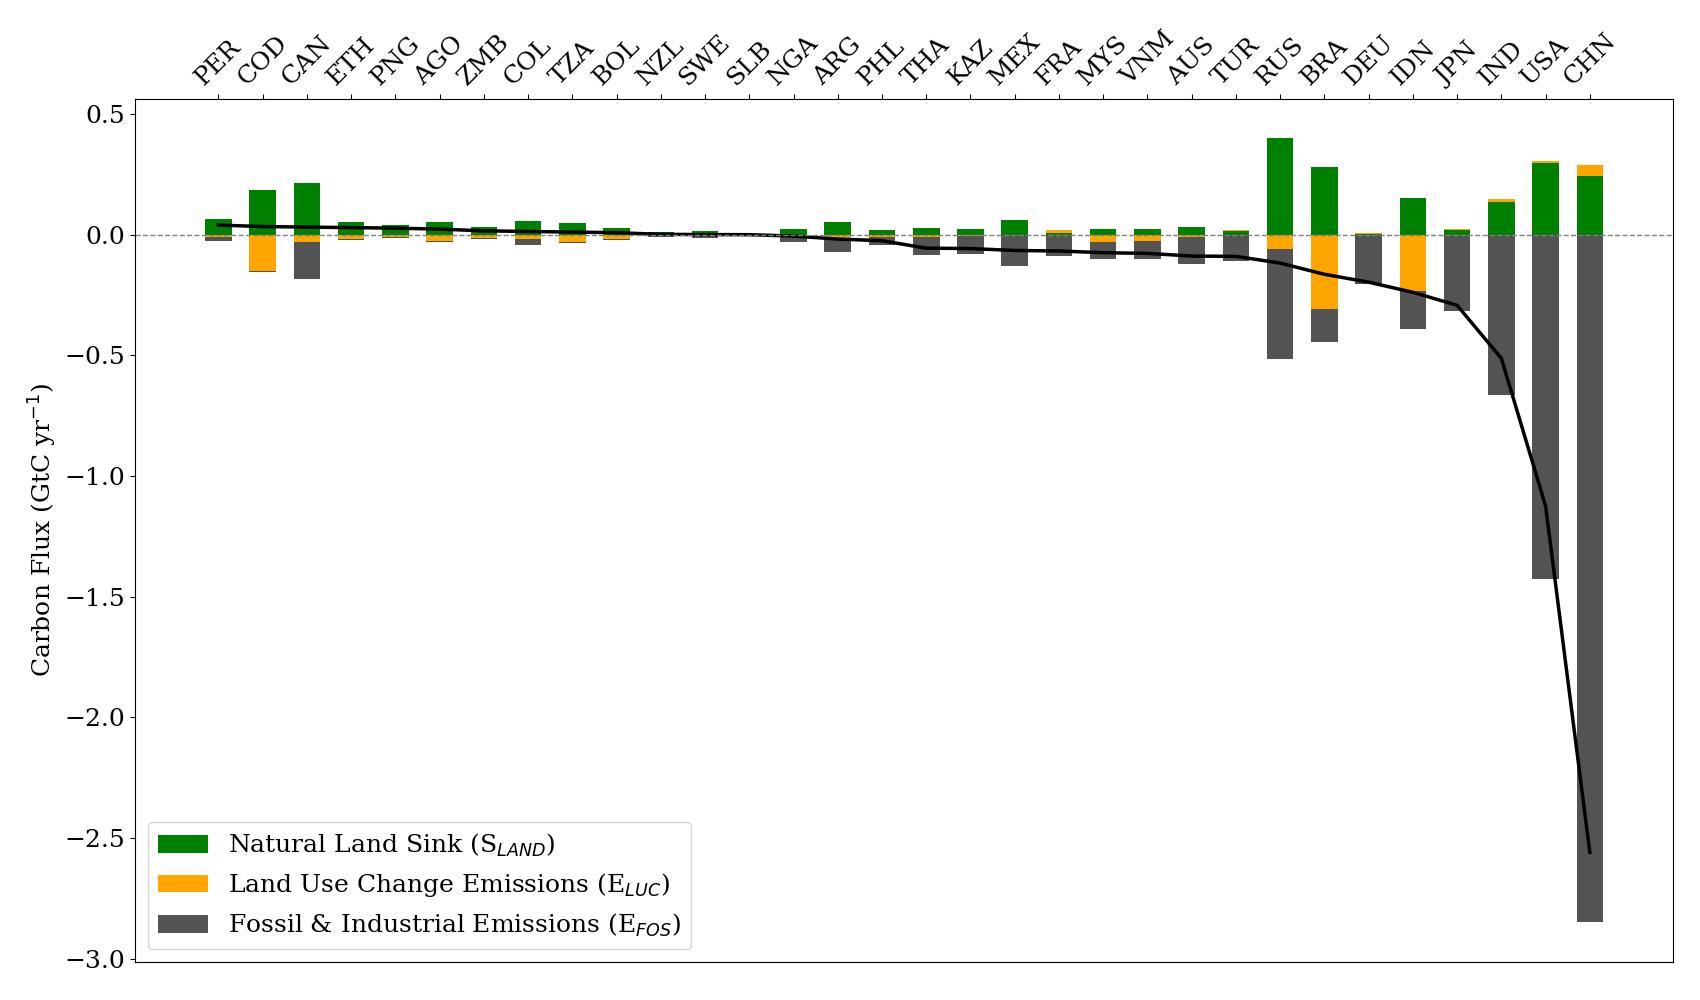 PER COD CAN ETH PNG AGO ZMB COL TZA BOL NZL SWE SLB NGA ARG PHL THA KAZ MEX FRA MYS VNM AUS TUR RUS BRA DEU IDN JPN IND USA CHN
0.5
0.0
−0.5
−1.0
−1.5
−2.0
−2.5
−3.0
Carbon Flux (GtC yr⁻¹)
Natural Land Sink (S_LAND)
Land Use Change Emissions (E_LUC)
Fossil & Industrial Emissions (E_FOS)